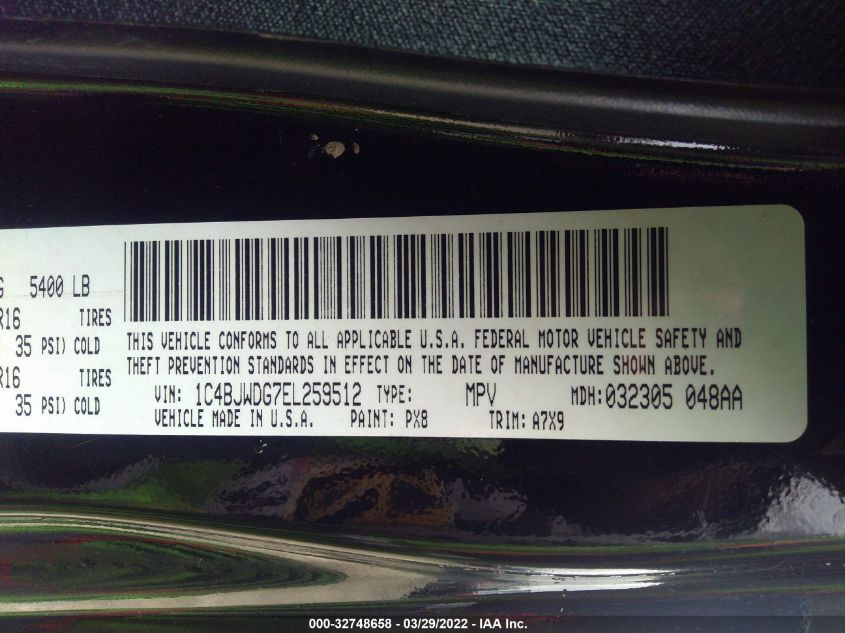 G 5400 LB
R16 TIRES
35 PSI) COLD
R16 TIRES
35 PSI) COLD
THIS VEHICLE CONFORMS TO ALL APPLICABLE U.S.A. FEDERAL MOTOR VEHICLE SAFETY AND
THEFT PREVENTION STANDARDS IN EFFECT ON THE DATE OF MANUFACTURE SHOWN ABOVE.
VIN: 1C4BJWDG7EL259512 TYPE: MPV MDH: 032305 048AA
VEHICLE MADE IN U.S.A. PAINT: PX8 TRIM: A7X9
000-32748658 - 03/29/2022 - IAA Inc.